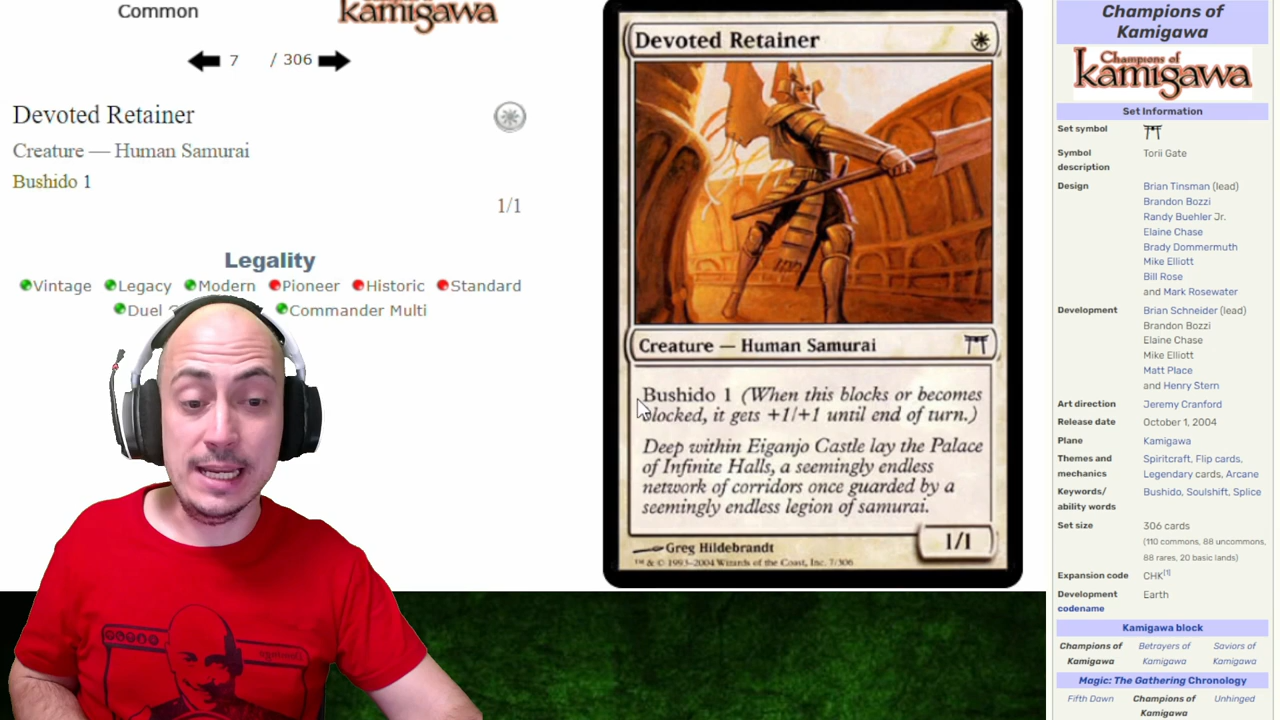 Common
kamigawa
7 / 306
Devoted Retainer
Creature — Human Samurai
Bushido 1
1/1
Legality
Vintage Legacy Modern Pioneer Historic Standard
Duel Commander Multi
Devoted Retainer
Creature — Human Samurai
Bushido 1 (When this blocks or becomes
blocked, it gets +1/+1 until end of turn.)
Deep within Eiganjo Castle lay the Palace
of Infinite Halls, a seemingly endless
network of corridors once guarded by a
seemingly endless legion of samurai.
1/1
Greg Hildebrandt
™ & © 1993–2004 Wizards of the Coast, Inc. 7/306
Champions of
Kamigawa
Champions of
kamigawa
Set Information
Set symbol
Symbol description Torii Gate
Design Brian Tinsman (lead)
Brandon Bozzi
Randy Buehler Jr.
Elaine Chase
Brady Dommermuth
Mike Elliott
Bill Rose
and Mark Rosewater
Development Brian Schneider (lead)
Brandon Bozzi
Elaine Chase
Mike Elliott
Matt Place
and Henry Stern
Art direction Jeremy Cranford
Release date October 1, 2004
Plane Kamigawa
Themes and mechanics Spiritcraft, Flip cards,
Legendary cards, Arcane
Keywords/ability words Bushido, Soulshift, Splice
Set size 306 cards
(110 commons, 88 uncommons,
88 rares, 20 basic lands)
Expansion code CHK[1]
Development codename Earth
Kamigawa block
Champions of Kamigawa Betrayers of Kamigawa Saviors of Kamigawa
Magic: The Gathering Chronology
Fifth Dawn Champions of Kamigawa Unhinged